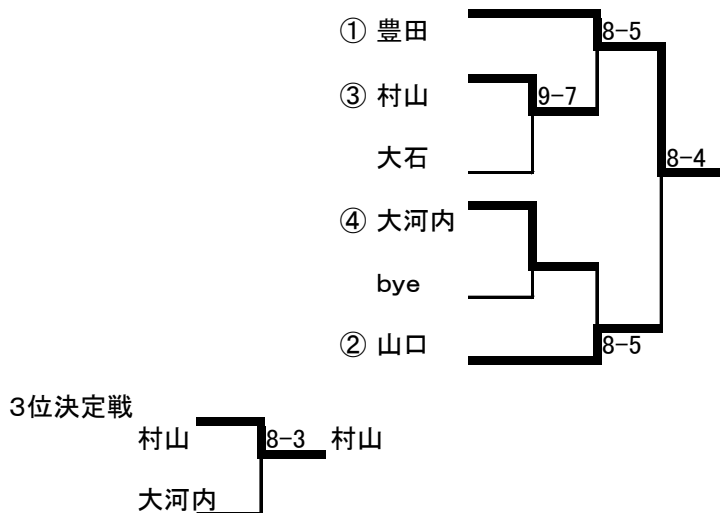 ① 豊田
8-5
③ 村山
9-7
大石
8-4
④ 大河内
bye
② 山口
8-5
3位決定戦
村山
8-3
村山
大河内